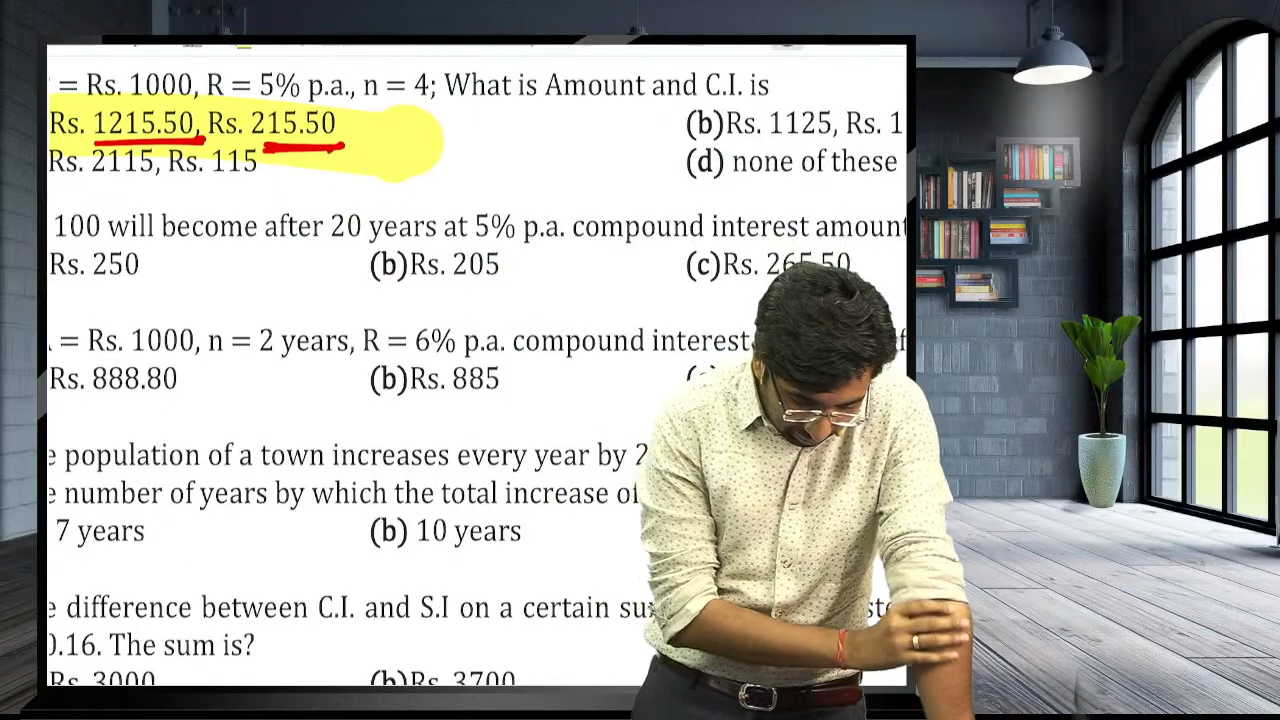 = Rs. 1000, R = 5% p.a., n = 4; What is Amount and C.I. is
Rs. 1215.50, Rs. 215.50 (b)Rs. 1125, Rs. 1
Rs. 2115, Rs. 115 (d) none of these
100 will become after 20 years at 5% p.a. compound interest amount
Rs. 250 (b)Rs. 205 (c)Rs. 265.50
= Rs. 1000, n = 2 years, R = 6% p.a. compound interest
Rs. 888.80 (b)Rs. 885
e population of a town increases every year by 2
e number of years by which the total increase of
7 years (b) 10 years
e difference between C.I. and S.I on a certain su
0.16. The sum is?
Rs. 3000 (b)Rs. 3700